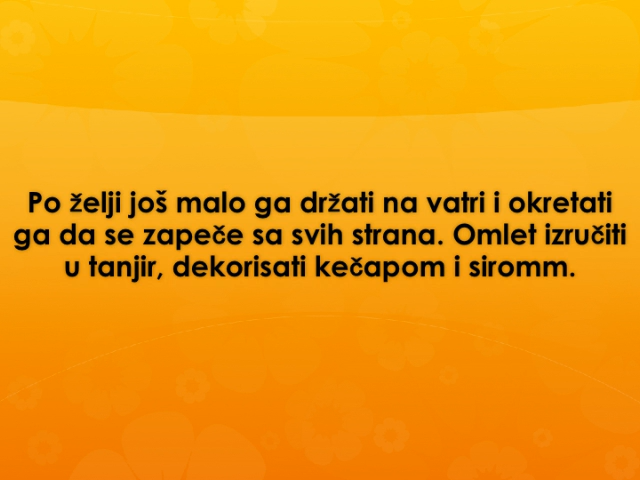 Po želji još malo ga držati na vatri i okretati
ga da se zapeče sa svih strana. Omlet izručiti
u tanjir, dekorisati kečapom i siromm.